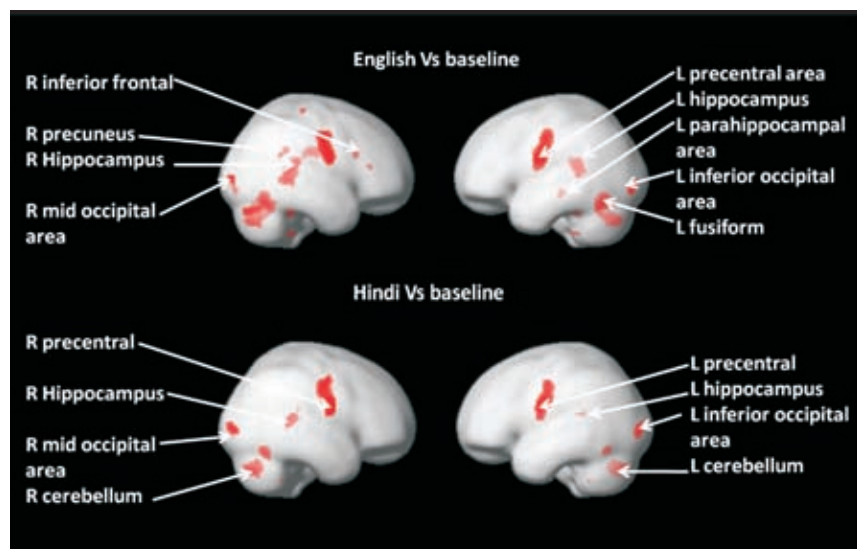 English Vs baseline
R inferior frontal
R precuneus
R Hippocampus
R mid occipital
area
L precentral area
L hippocampus
L parahippocampal
area
L inferior occipital
area
L fusiform
Hindi Vs baseline
R precentral
R Hippocampus
R mid occipital
area
R cerebellum
L precentral
L hippocampus
L inferior occipital
area
L cerebellum